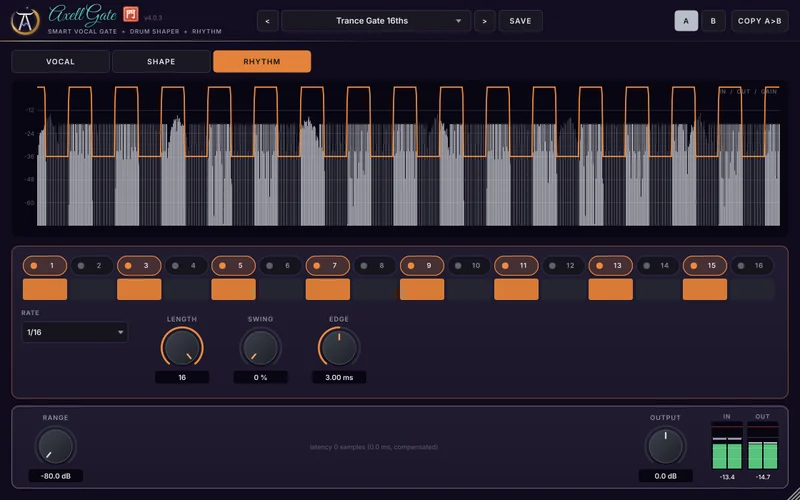 Axell Gate v4.0.3
SMART VOCAL GATE • DRUM SHAPER • RHYTHM
< Trance Gate 16ths > SAVE
A B COPY A>B
VOCAL SHAPE RHYTHM
IN / OUT / GAIN
-12
-24
-36
-48
-60
1 2 3 4 5 6 7 8 9 10 11 12 13 14 15 16
RATE LENGTH SWING EDGE
1/16
16 0 % 3.00 ms
RANGE OUTPUT IN OUT
latency 0 samples (0.0 ms, compensated)
-80.0 dB 0.0 dB -13.4 -14.7